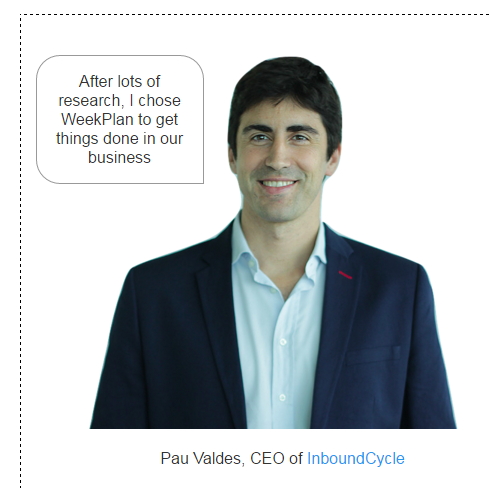 After lots of
research, I chose
WeekPlan to get
things done in our
business
Pau Valdes, CEO of InboundCycle